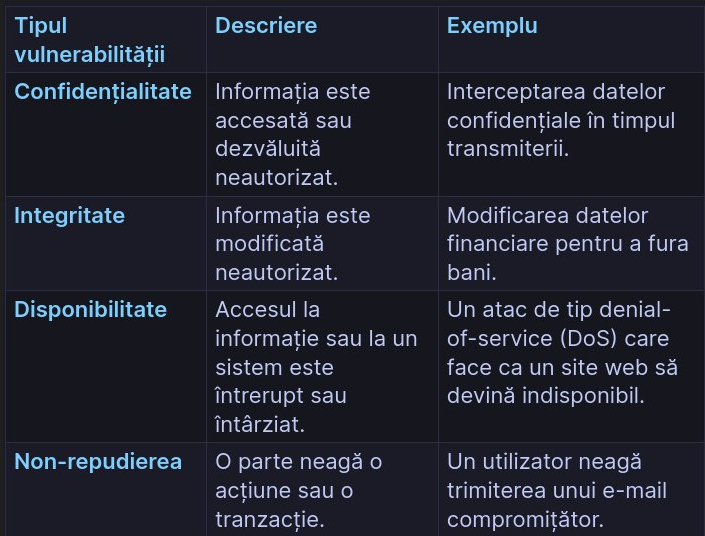 Tipul
vulnerabilității
Descriere
Exemplu
Confidențialitate
Informația este
accesată sau
dezvăluită
neautorizat.
Interceptarea datelor
confidențiale în timpul
transmiterii.
Integritate
Informația este
modificată
neautorizat.
Modificarea datelor
financiare pentru a fura
bani.
Disponibilitate
Accesul la
informație sau la un
sistem este
întrerupt sau
întârziat.
Un atac de tip denial-
of-service (DoS) care
face ca un site web să
devină indisponibil.
Non-repudierea
O parte neagă o
acțiune sau o
tranzacție.
Un utilizator neagă
trimiterea unui e-mail
compromițător.